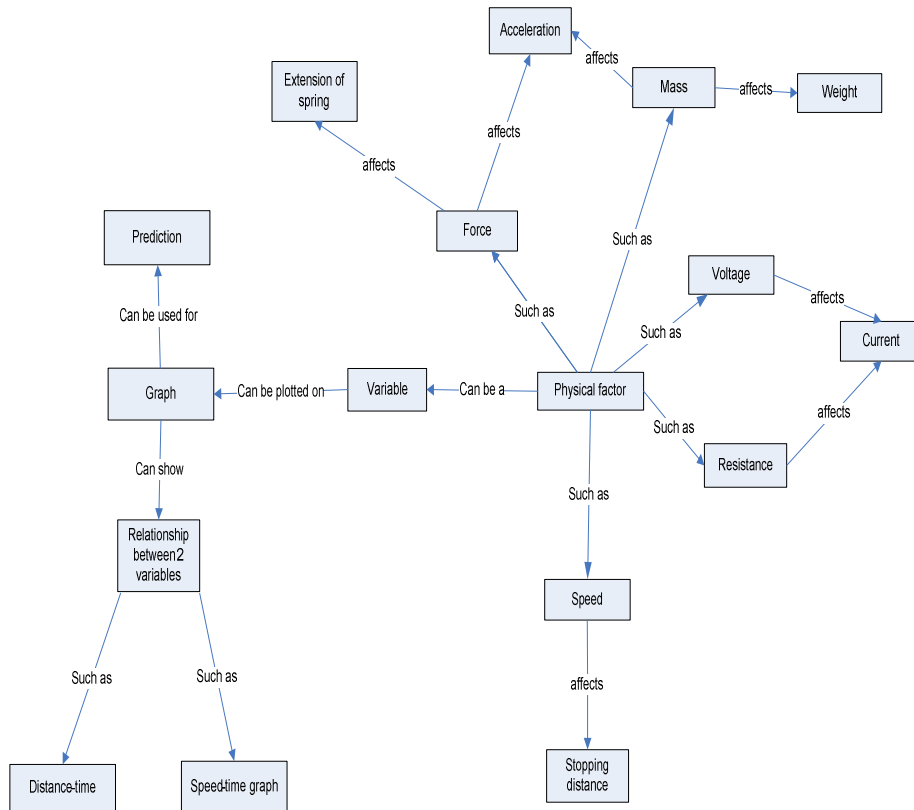 Acceleration
affects
Extension of
spring
Mass
affects
Weight
affects
affects
Prediction
Force
Such as
Voltage
Can be used for
Such as
affects
Such as
Current
Graph
Can be plotted on
Variable
Can be a
Physical factor
affects
Such as
Can show
Resistance
Such as
Relationship
between 2
variables
Speed
Such as
Such as
affects
Distance-time
Speed-time graph
Stopping
distance